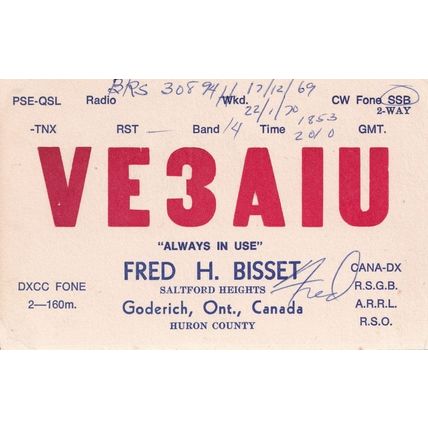 BRS 30894 17/12/69
PSE-QSL Radio Wkd. CW Fone SSB
22/1/70 2-WAY
1853
-TNX RST — Band 14 Time 2010 GMT.
VE3AIU
"ALWAYS IN USE"
FRED H. BISSET Fred CANA-DX
DXCC FONE SALTFORD HEIGHTS R.S.G.B.
2—160m. Goderich, Ont., Canada A.R.R.L.
HURON COUNTY R.S.O.